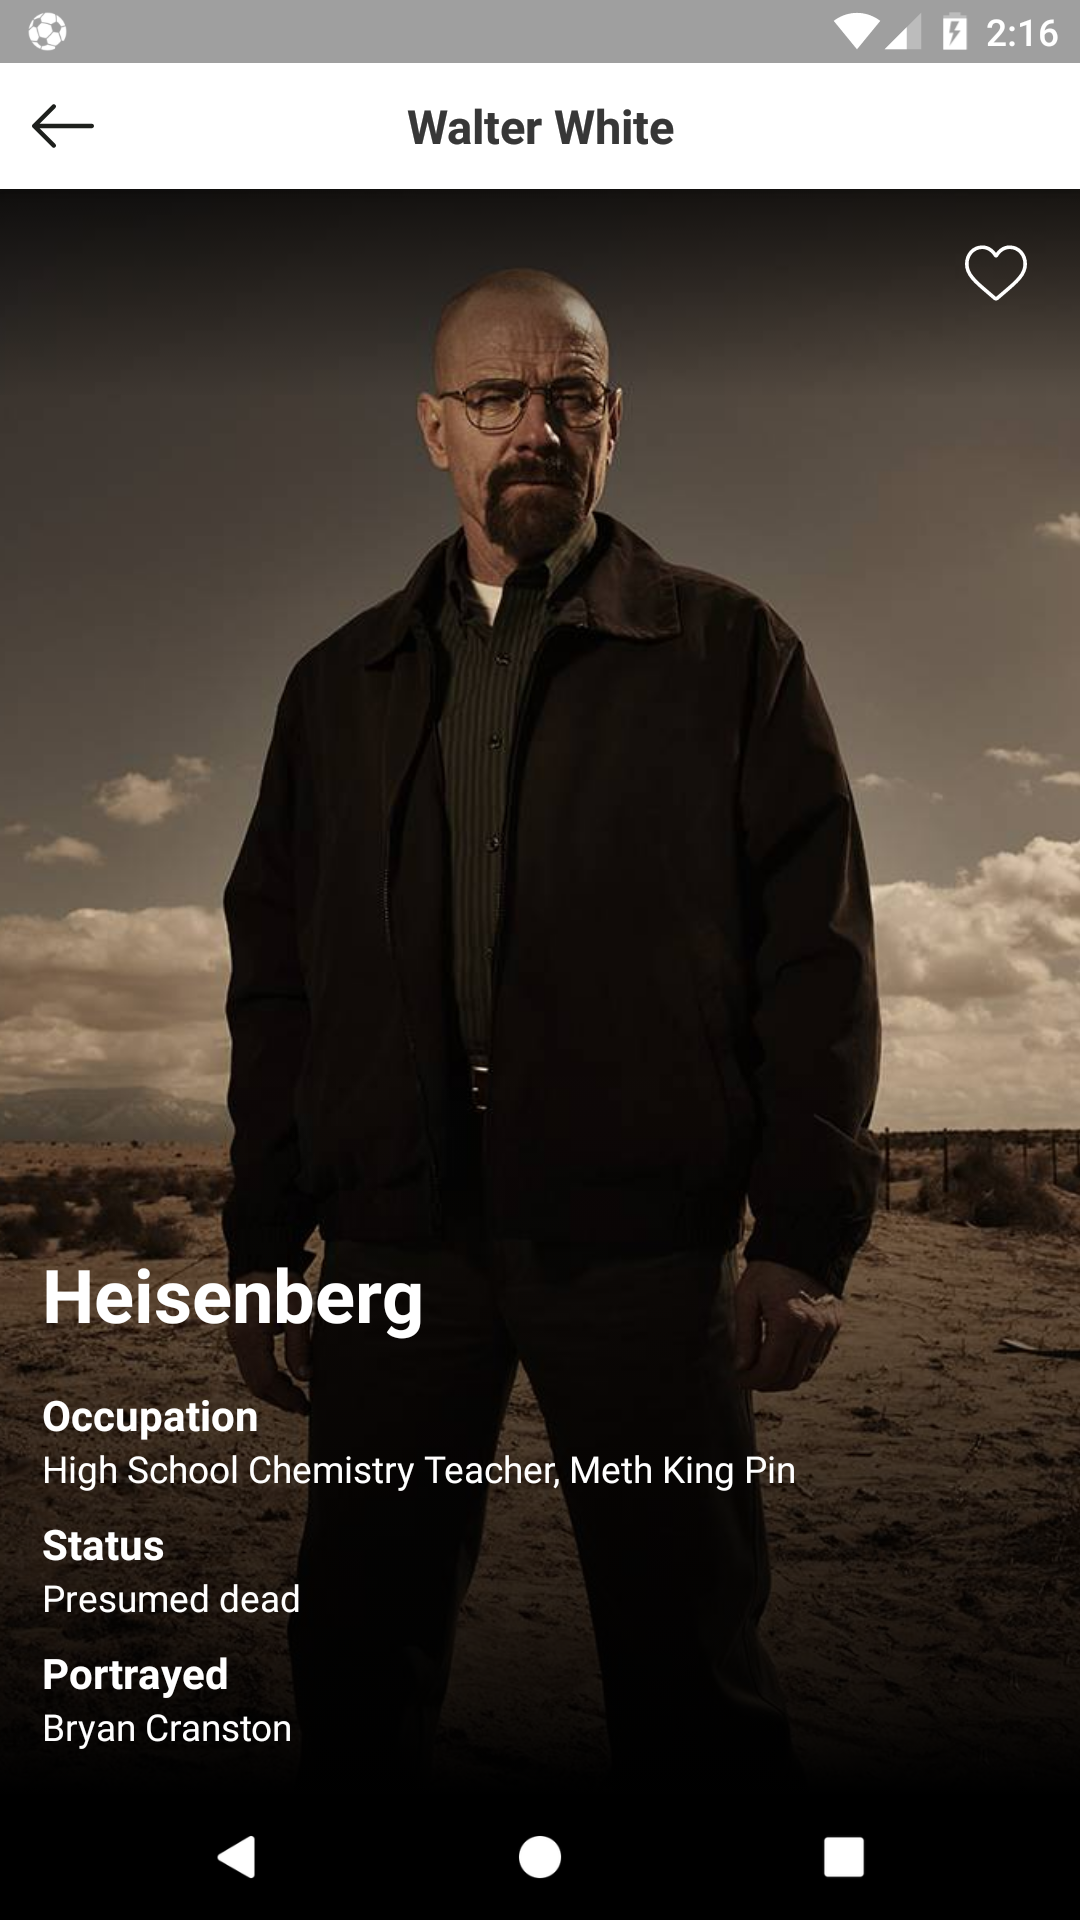 2:16
Walter White
Heisenberg
Occupation
High School Chemistry Teacher, Meth King Pin
Status
Presumed dead
Portrayed
Bryan Cranston